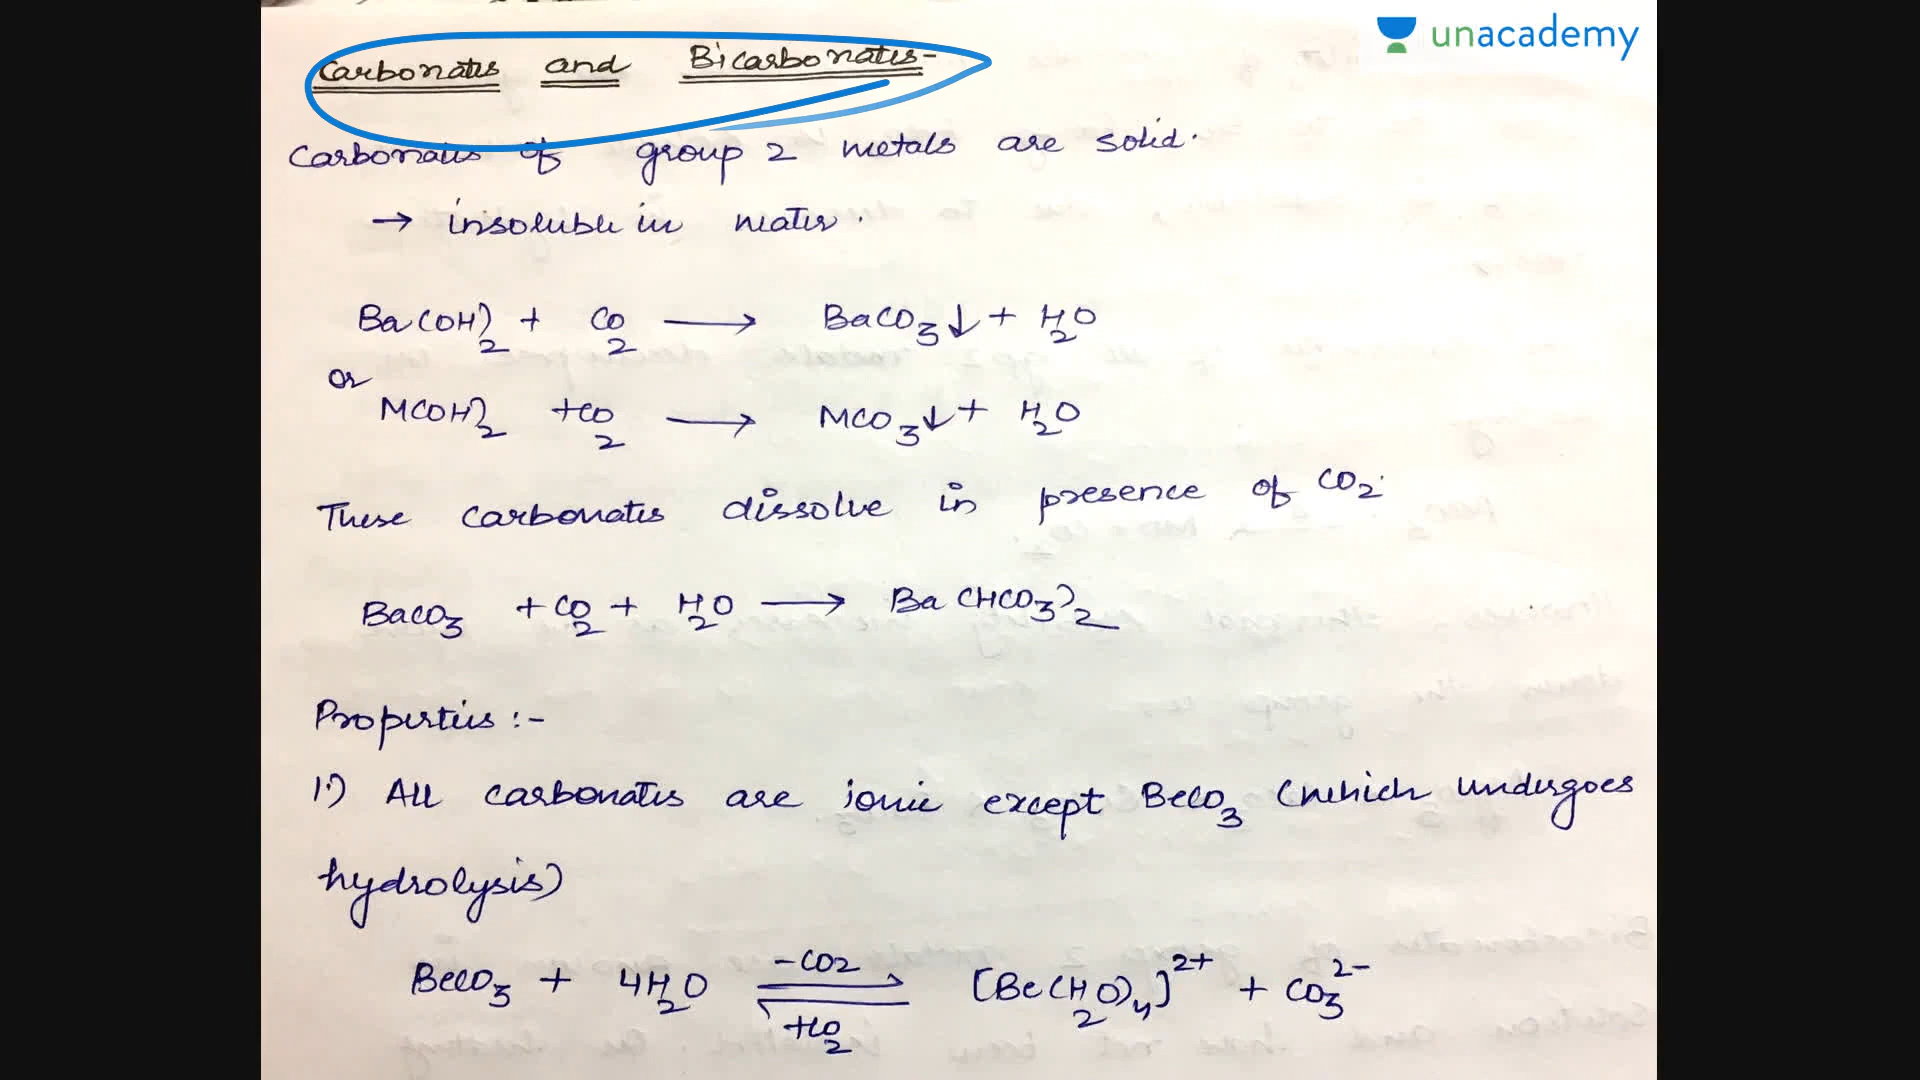 unacademy
Carbonates and Bicarbonates-
Carbonates of group 2 metals are solid.
→ insoluble in water.
Ba(OH)₂ + CO₂ ⟶ BaCO₃↓ + H₂O
or
M(OH)₂ + CO₂ ⟶ MCO₃↓ + H₂O
These carbonates dissolve in presence of CO₂.
BaCO₃ + CO₂ + H₂O ⟶ Ba(HCO₃)₂
Properties :-
1.) All carbonates are ionic except BeCO₃ (which undergoes
hydrolysis)
-CO2
BeCO₃ + 4H₂O ⇌ [Be(H₂O)₄]²⁺ + CO₃²⁻
+CO₂